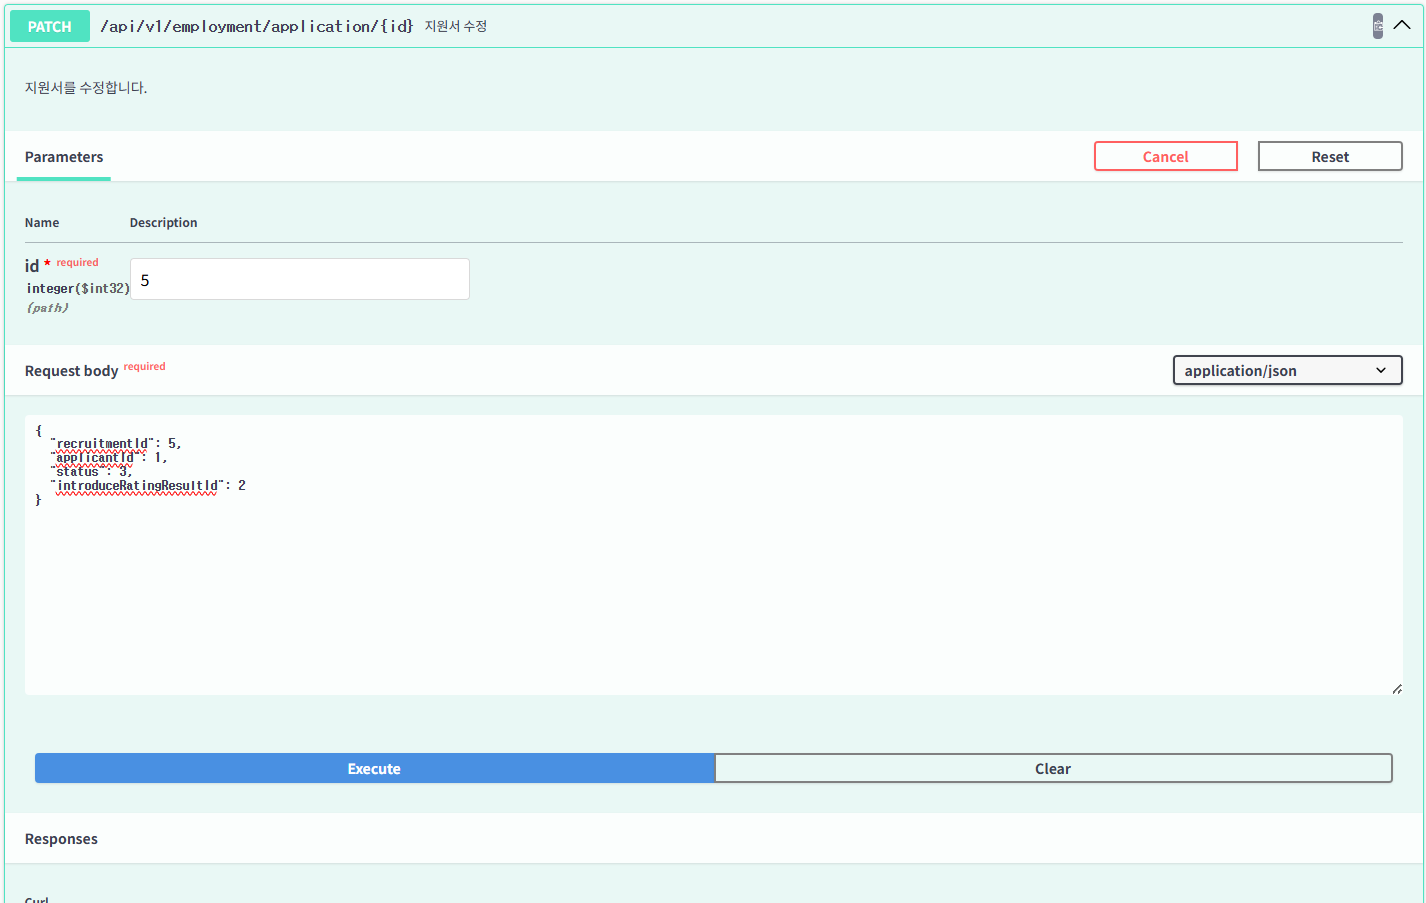 PATCH /api/v1/employment/application/{id} 지원서 수정
지원서를 수정합니다.
Parameters
Cancel
Reset
Name Description
id * required
integer($int32)
(path)
5
Request body required
application/json
{
  "recruitmentId": 5,
  "applicantId": 1,
  "status": 3,
  "introduceRatingResultId": 2
}
Execute
Clear
Responses
Curl